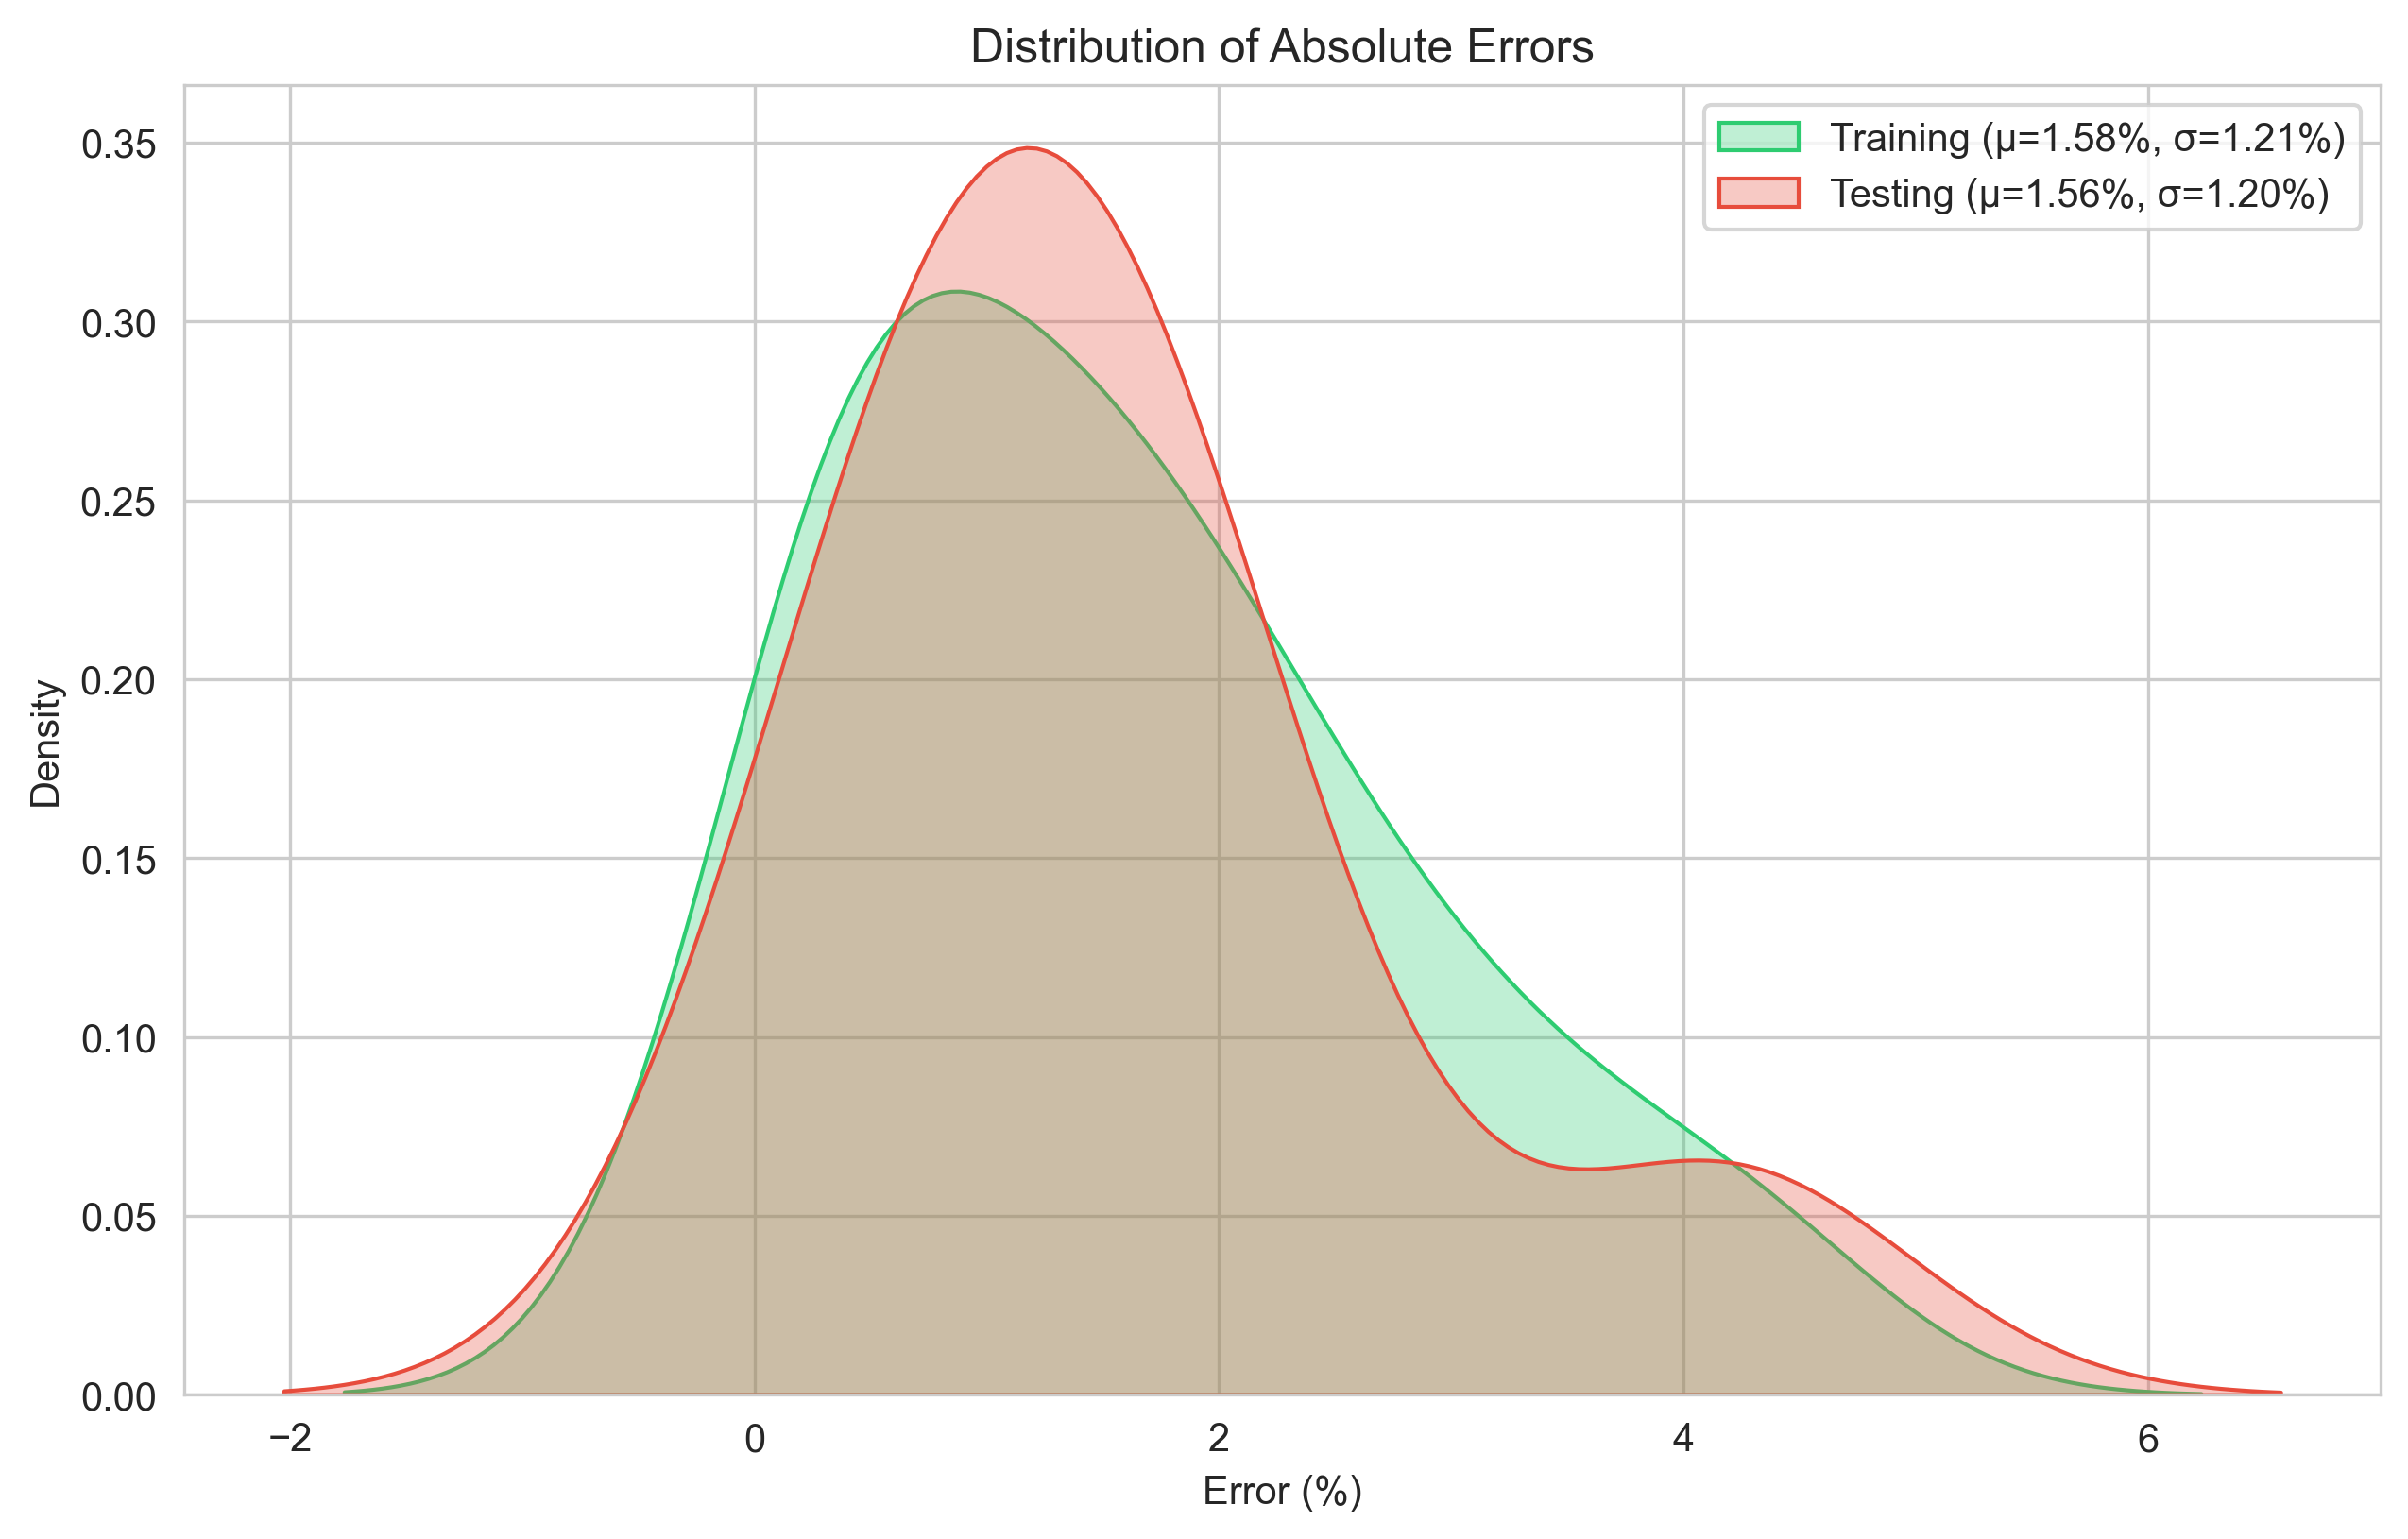 Distribution of Absolute Errors
Training (μ=1.58%, σ=1.21%)
Testing (μ=1.56%, σ=1.20%)
0.35
0.30
0.25
0.20
0.15
0.10
0.05
0.00
Density
−2
0
2
4
6
Error (%)